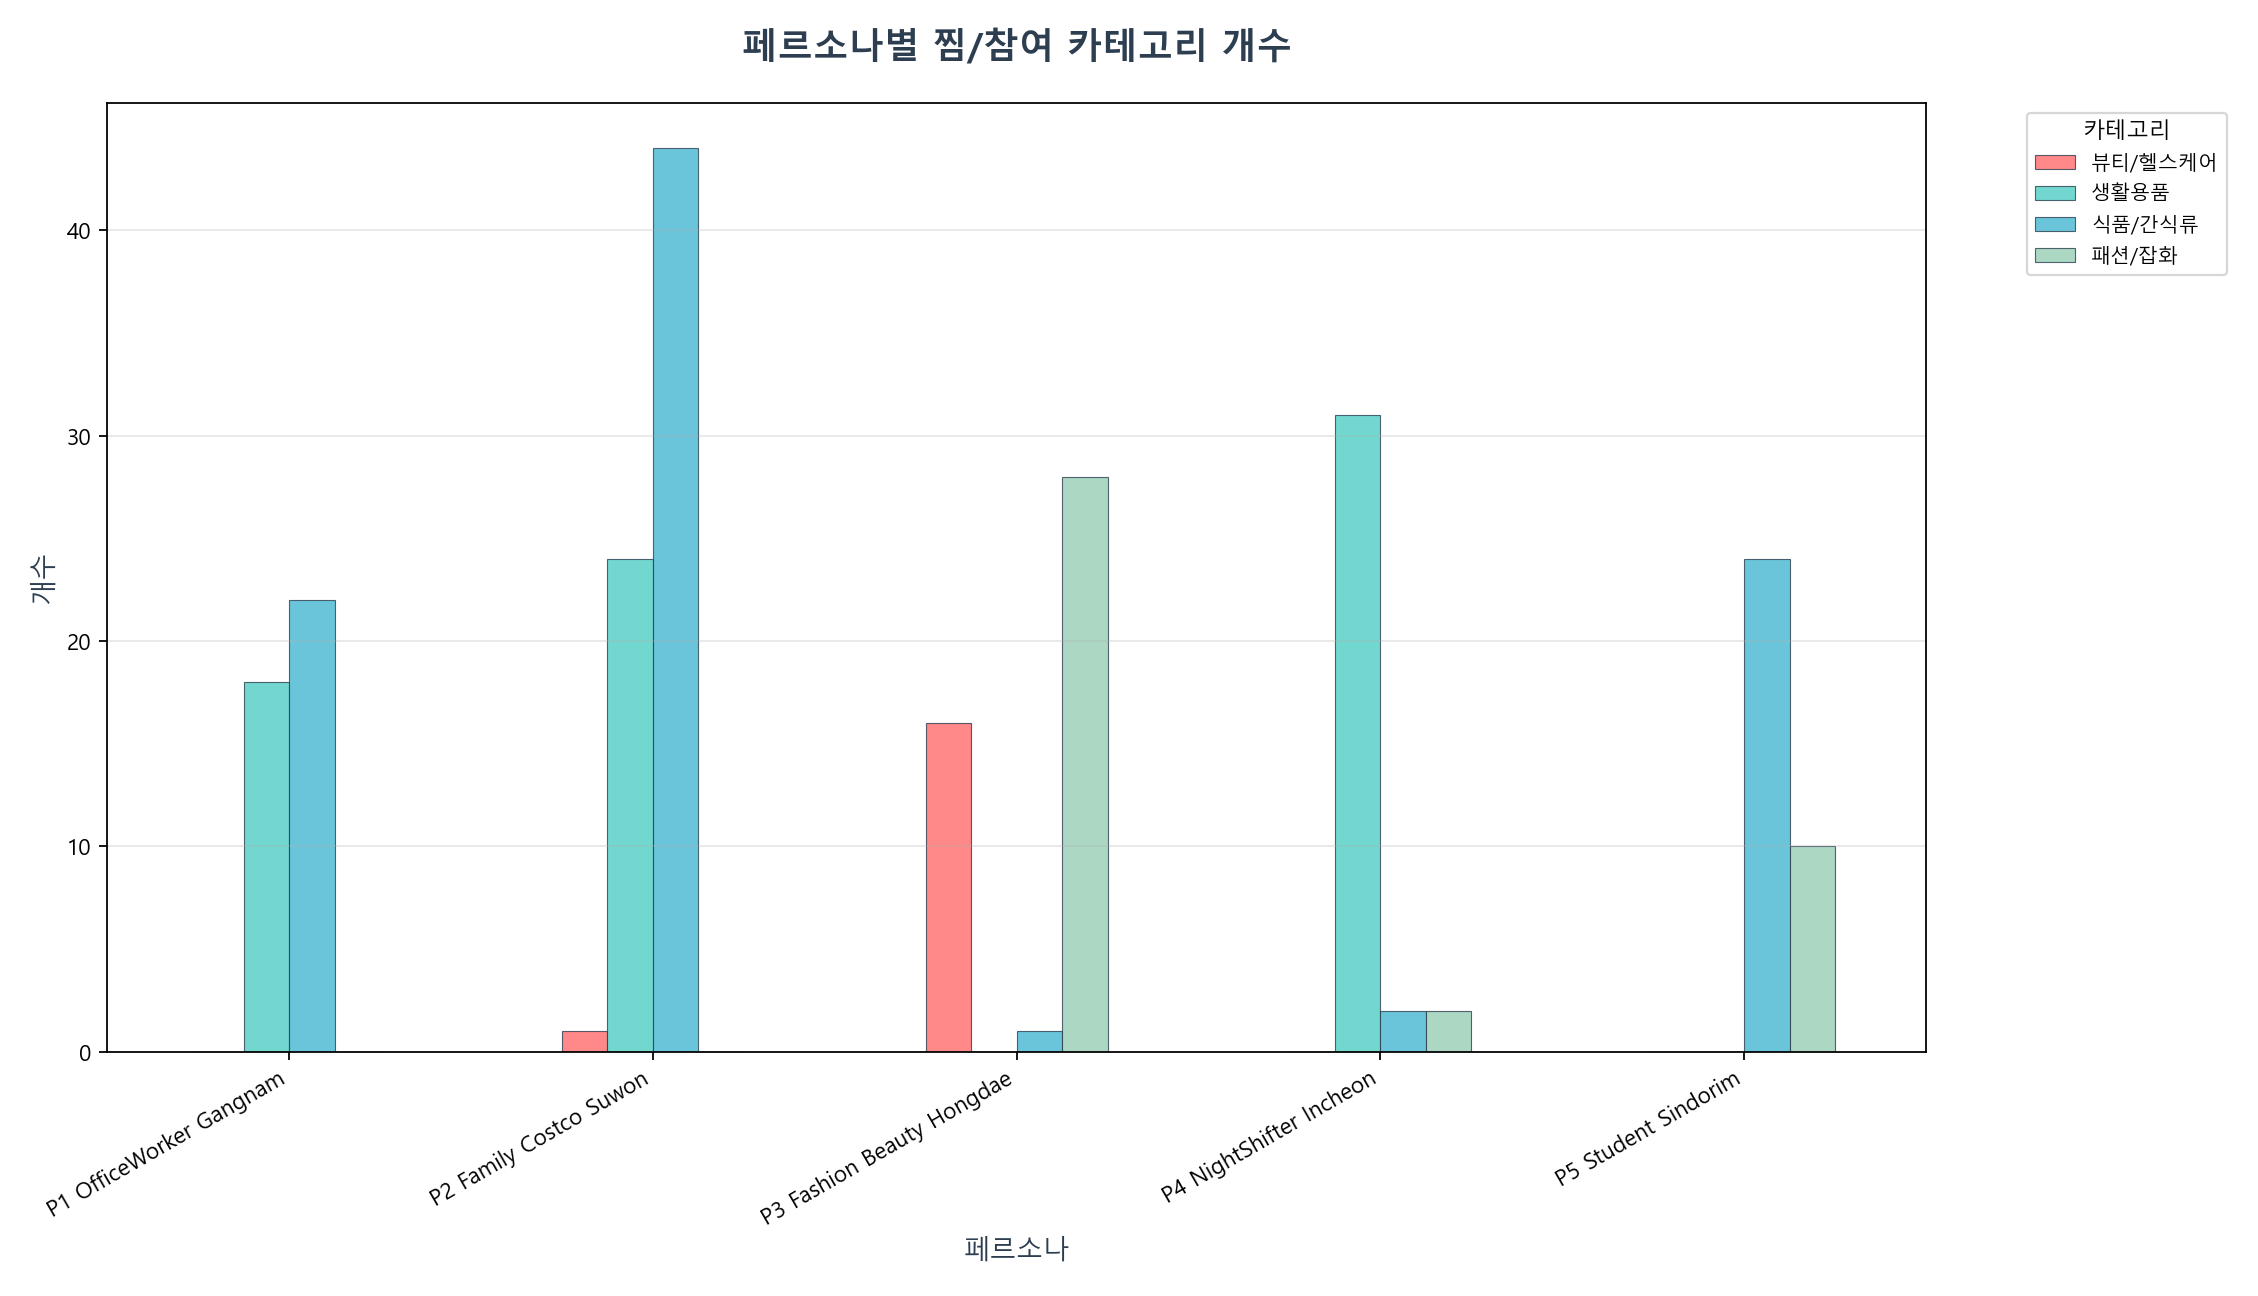 페르소나별 찜/참여 카테고리 개수
카테고리
뷰티/헬스케어
생활용품
식품/간식류
패션/잡화
개수
40
30
20
10
0
P1 OfficeWorker Gangnam
P2 Family Costco Suwon
P3 Fashion Beauty Hongdae
P4 NightShifter Incheon
P5 Student Sindorim
페르소나